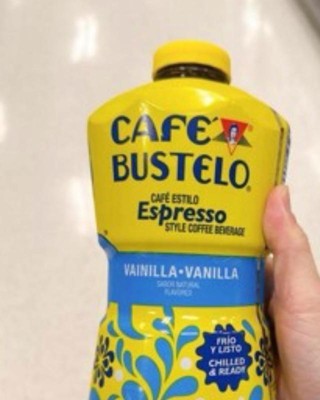 CAFÉ
BUSTELO®
CAFÉ ESTILO
Espresso
STYLE COFFEE BEVERAGE
VAINILLA•VANILLA
SABOR NATURAL
FLAVORED
FRÍO
Y LISTO
CHILLED
& READY